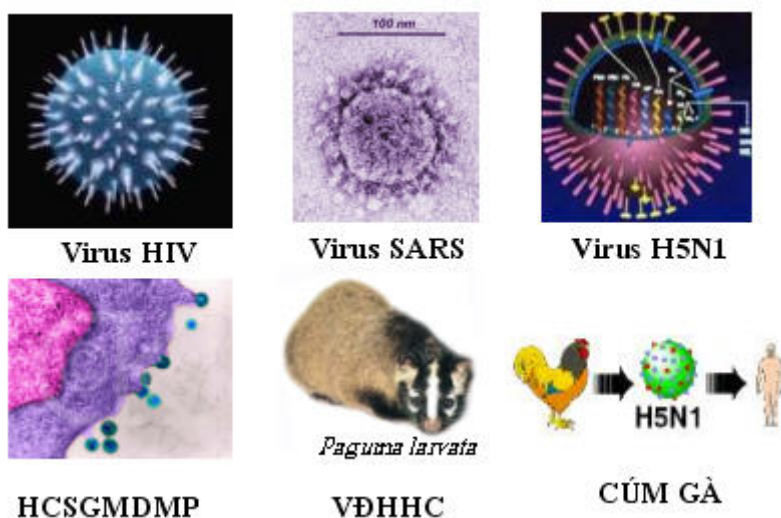 100 nm
Virus HIV
Virus SARS
Virus H5N1
Paguma larvata
H5N1
HCSGMDMP
VĐHHC
CÚM GÀ